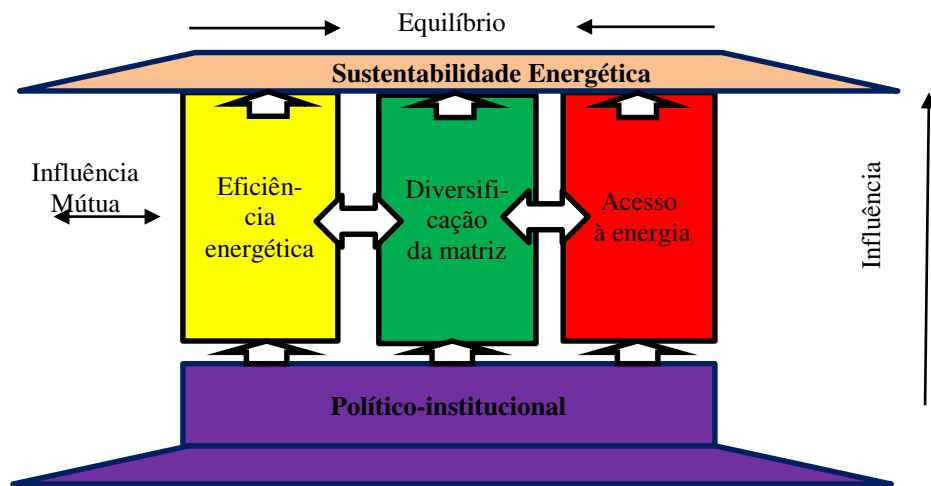 Equilíbrio
Sustentabilidade Energética
Influência
Mútua
Eficiên-
cia
energética
Diversifi-
cação
da matriz
Acesso
à energia
Influência
Político-institucional